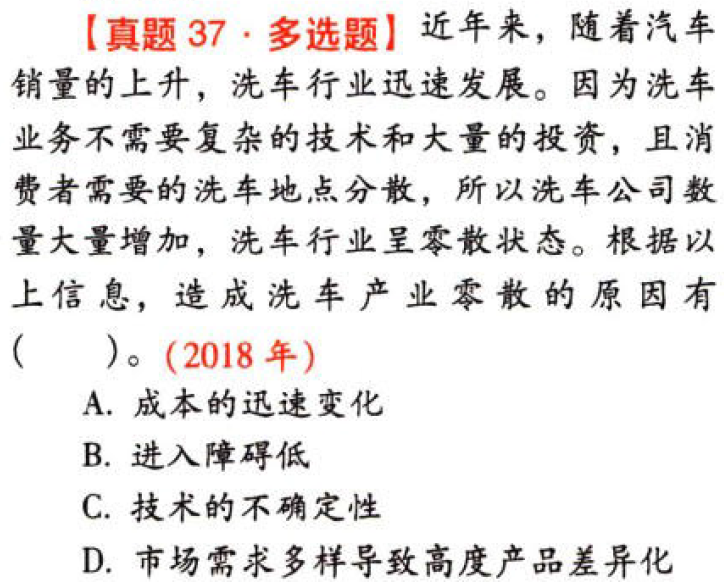 【真题 37·多选题】近年来，随着汽车
销量的上升，洗车行业迅速发展。因为洗车
业务不需要复杂的技术和大量的投资，且消
费者需要的洗车地点分散，所以洗车公司数
量大量增加，洗车行业呈零散状态。根据以
上信息，造成洗车产业零散的原因有
(　　)。(2018 年)
A. 成本的迅速变化
B. 进入障碍低
C. 技术的不确定性
D. 市场需求多样导致高度产品差异化